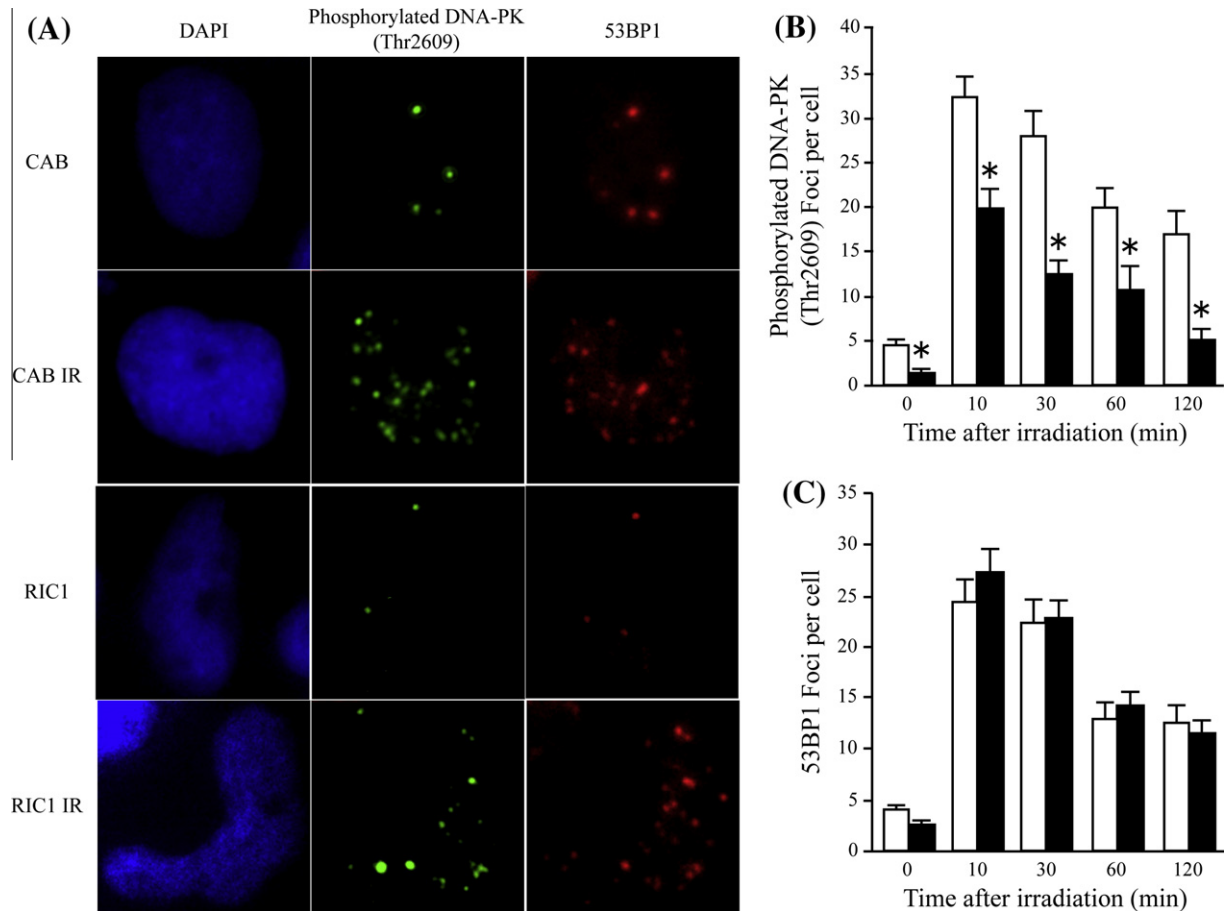 (A)
DAPI
Phosphorylated DNA-PK
(Thr2609)
53BP1
CAB
CAB IR
RIC1
RIC1 IR
(B)
Phosphorylated DNA-PK
(Thr2609) Foci per cell
35
30
25
20
15
10
5
0
* * * * *
0 10 30 60 120
Time after irradiation (min)
(C)
53BP1 Foci per cell
35
30
25
20
15
10
5
0
0 10 30 60 120
Time after irradiation (min)